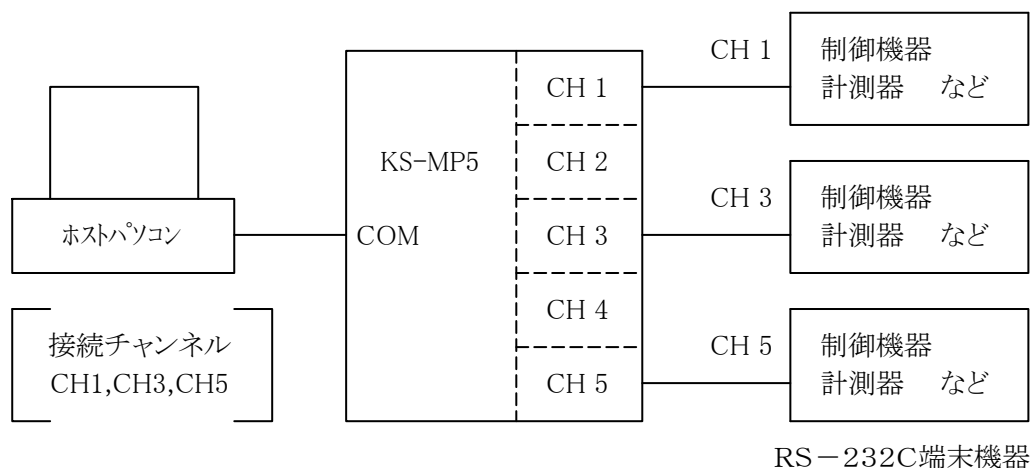 ホストパソコン
接続チャンネル
CH1,CH3,CH5
KS-MP5
COM
CH 1
CH 2
CH 3
CH 4
CH 5
CH 1
制御機器
計測器　など
CH 3
制御機器
計測器　など
CH 5
制御機器
計測器　など
RS－232C端末機器